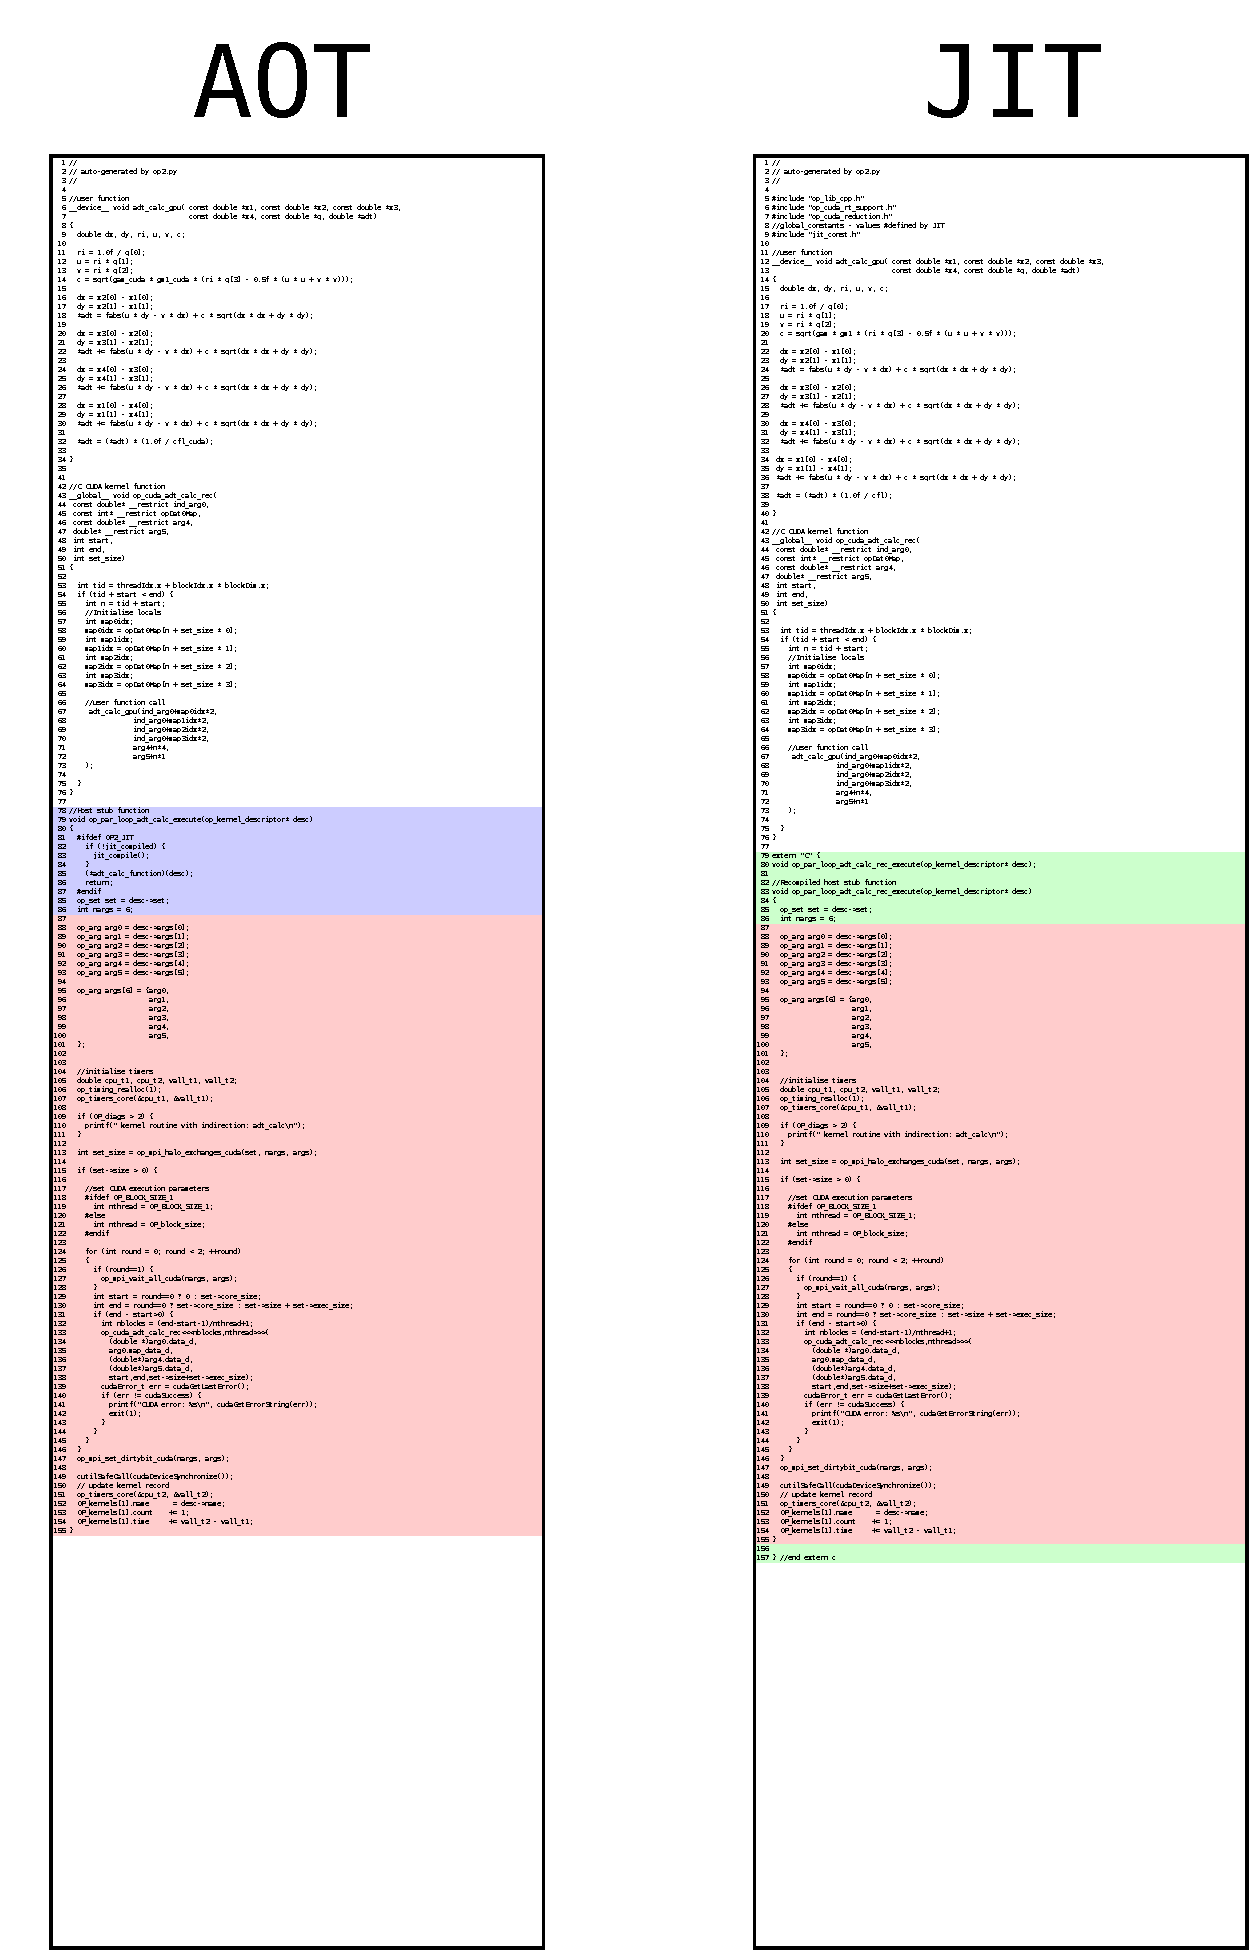 AOT
JIT
1 //
2 // auto-generated by op2.py
3 //
4
5 //user function
6 __device__ void adt_calc_gpu( const double *x1, const double *x2, const double *x3,
7 const double *x4, const double *q, double *adt)
8 {
9 double dx, dy, ri, u, v, c;
10
11 ri = 1.0f / q[0];
12 u = ri * q[1];
13 v = ri * q[2];
14 c = sqrt(gam_cuda * gm1_cuda * (ri * q[3] - 0.5f * (u * u + v * v)));
15
16 dx = x2[0] - x1[0];
17 dy = x2[1] - x1[1];
18 *adt = fabs(u * dy - v * dx) + c * sqrt(dx * dx + dy * dy);
19
20 dx = x3[0] - x2[0];
21 dy = x3[1] - x2[1];
22 *adt += fabs(u * dy - v * dx) + c * sqrt(dx * dx + dy * dy);
23
24 dx = x4[0] - x3[0];
25 dy = x4[1] - x3[1];
26 *adt += fabs(u * dy - v * dx) + c * sqrt(dx * dx + dy * dy);
27
28 dx = x1[0] - x4[0];
29 dy = x1[1] - x4[1];
30 *adt += fabs(u * dy - v * dx) + c * sqrt(dx * dx + dy * dy);
31
32 *adt = (*adt) * (1.0f / cfl_cuda);
33
34 }
35
41
42 //C CUDA kernel function
43 __global__ void op_cuda_adt_calc_rec(
44 const double* __restrict ind_arg0,
45 const int* __restrict opDat0Map,
46 const double* __restrict arg4,
47 double* __restrict arg5,
48 int start,
49 int end,
50 int set_size)
51 {
52
53 int tid = threadIdx.x + blockIdx.x * blockDim.x;
54 if (tid + start < end) {
55 int n = tid + start;
56 //Initialise locals
57 int map0idx;
58 map0idx = opDat0Map[n + set_size * 0];
59 int map1idx;
60 map1idx = opDat0Map[n + set_size * 1];
61 int map2idx;
62 map2idx = opDat0Map[n + set_size * 2];
63 int map3idx;
64 map3idx = opDat0Map[n + set_size * 3];
65
66 //user function call
67 adt_calc_gpu(ind_arg0+map0idx*2,
68 ind_arg0+map1idx*2,
69 ind_arg0+map2idx*2,
70 ind_arg0+map3idx*2,
71 arg4+n*4,
72 arg5+n*1
73 );
74
75 }
76 }
77
78 //Host stub function
79 void op_par_loop_adt_calc_execute(op_kernel_descriptor* desc)
80 {
81 #ifdef OP2_JIT
82 if (!jit_compiled) {
83 jit_compile();
84 }
85 (*adt_calc_function)(desc);
86 return;
87 #endif
85 op_set set = desc->set;
86 int nargs = 6;
87
88 op_arg arg0 = desc->args[0];
89 op_arg arg1 = desc->args[1];
90 op_arg arg2 = desc->args[2];
91 op_arg arg3 = desc->args[3];
92 op_arg arg4 = desc->args[4];
93 op_arg arg5 = desc->args[5];
94
95 op_arg args[6] = {arg0,
96 arg1,
97 arg2,
98 arg3,
99 arg4,
100 arg5,
101 };
102
103
104 //initialise timers
105 double cpu_t1, cpu_t2, wall_t1, wall_t2;
106 op_timing_realloc(1);
107 op_timers_core(&cpu_t1, &wall_t1);
108
109 if (OP_diags > 2) {
110 printf(" kernel routine with indirection: adt_calc\n");
111 }
112
113 int set_size = op_mpi_halo_exchanges_cuda(set, nargs, args);
114
115 if (set->size > 0) {
116
117 //set CUDA execution parameters
118 #ifdef OP_BLOCK_SIZE_1
119 int nthread = OP_BLOCK_SIZE_1;
120 #else
121 int nthread = OP_block_size;
122 #endif
123
124 for (int round = 0; round < 2; ++round)
125 {
126 if (round==1) {
127 op_mpi_wait_all_cuda(nargs, args);
128 }
129 int start = round==0 ? 0 : set->core_size;
130 int end = round==0 ? set->core_size : set->size + set->exec_size;
131 if (end - start>0) {
132 int nblocks = (end-start-1)/nthread+1;
133 op_cuda_adt_calc_rec<<<nblocks,nthread>>>(
134 (double *)arg0.data_d,
135 arg0.map_data_d,
136 (double*)arg4.data_d,
137 (double*)arg5.data_d,
138 start,end,set->size+set->exec_size);
139 cudaError_t err = cudaGetLastError();
140 if (err != cudaSuccess) {
141 printf("CUDA error: %s\n", cudaGetErrorString(err));
142 exit(1);
143 }
144 }
145 }
146 }
147 op_mpi_set_dirtybit_cuda(nargs, args);
148
149 cutilSafeCall(cudaDeviceSynchronize());
150 // update kernel record
151 op_timers_core(&cpu_t2, &wall_t2);
152 OP_kernels[1].name = desc->name;
153 OP_kernels[1].count += 1;
154 OP_kernels[1].time += wall_t2 - wall_t1;
155 }
1 //
2 // auto-generated by op2.py
3 //
4
5 #include "op_lib_cpp.h"
6 #include "op_cuda_rt_support.h"
7 #include "op_cuda_reduction.h"
8 //global_constants - values #defined by JIT
9 #include "jit_const.h"
10
11 //user function
12 __device__ void adt_calc_gpu( const double *x1, const double *x2, const double *x3,
13 const double *x4, const double *q, double *adt)
14 {
15 double dx, dy, ri, u, v, c;
16
17 ri = 1.0f / q[0];
18 u = ri * q[1];
19 v = ri * q[2];
20 c = sqrt(gam * gm1 * (ri * q[3] - 0.5f * (u * u + v * v)));
21
22 dx = x2[0] - x1[0];
23 dy = x2[1] - x1[1];
24 *adt = fabs(u * dy - v * dx) + c * sqrt(dx * dx + dy * dy);
25
26 dx = x3[0] - x2[0];
27 dy = x3[1] - x2[1];
28 *adt += fabs(u * dy - v * dx) + c * sqrt(dx * dx + dy * dy);
29
30 dx = x4[0] - x3[0];
31 dy = x4[1] - x3[1];
32 *adt += fabs(u * dy - v * dx) + c * sqrt(dx * dx + dy * dy);
33
34 dx = x1[0] - x4[0];
35 dy = x1[1] - x4[1];
36 *adt += fabs(u * dy - v * dx) + c * sqrt(dx * dx + dy * dy);
37
38 *adt = (*adt) * (1.0f / cfl);
39
40 }
41
42 //C CUDA kernel function
43 __global__ void op_cuda_adt_calc_rec(
44 const double* __restrict ind_arg0,
45 const int* __restrict opDat0Map,
46 const double* __restrict arg4,
47 double* __restrict arg5,
48 int start,
49 int end,
50 int set_size)
51 {
52
53 int tid = threadIdx.x + blockIdx.x * blockDim.x;
54 if (tid + start < end) {
55 int n = tid + start;
56 //Initialise locals
57 int map0idx;
58 map0idx = opDat0Map[n + set_size * 0];
59 int map1idx;
60 map1idx = opDat0Map[n + set_size * 1];
61 int map2idx;
62 map2idx = opDat0Map[n + set_size * 2];
63 int map3idx;
64 map3idx = opDat0Map[n + set_size * 3];
65
66 //user function call
67 adt_calc_gpu(ind_arg0+map0idx*2,
68 ind_arg0+map1idx*2,
69 ind_arg0+map2idx*2,
70 ind_arg0+map3idx*2,
71 arg4+n*4,
72 arg5+n*1
73 );
74
75 }
76 }
77
79 extern "C" {
80 void op_par_loop_adt_calc_rec_execute(op_kernel_descriptor* desc);
81
82 //Recompiled host stub function
83 void op_par_loop_adt_calc_rec_execute(op_kernel_descriptor* desc)
84 {
85 op_set set = desc->set;
86 int nargs = 6;
87
88 op_arg arg0 = desc->args[0];
89 op_arg arg1 = desc->args[1];
90 op_arg arg2 = desc->args[2];
91 op_arg arg3 = desc->args[3];
92 op_arg arg4 = desc->args[4];
93 op_arg arg5 = desc->args[5];
94
95 op_arg args[6] = {arg0,
96 arg1,
97 arg2,
98 arg3,
99 arg4,
100 arg5,
101 };
102
103
104 //initialise timers
105 double cpu_t1, cpu_t2, wall_t1, wall_t2;
106 op_timing_realloc(1);
107 op_timers_core(&cpu_t1, &wall_t1);
108
109 if (OP_diags > 2) {
110 printf(" kernel routine with indirection: adt_calc\n");
111 }
112
113 int set_size = op_mpi_halo_exchanges_cuda(set, nargs, args);
114
115 if (set->size > 0) {
116
117 //set CUDA execution parameters
118 #ifdef OP_BLOCK_SIZE_1
119 int nthread = OP_BLOCK_SIZE_1;
120 #else
121 int nthread = OP_block_size;
122 #endif
123
124 for (int round = 0; round < 2; ++round)
125 {
126 if (round==1) {
127 op_mpi_wait_all_cuda(nargs, args);
128 }
129 int start = round==0 ? 0 : set->core_size;
130 int end = round==0 ? set->core_size : set->size + set->exec_size;
131 if (end - start>0) {
132 int nblocks = (end-start-1)/nthread+1;
133 op_cuda_adt_calc_rec<<<nblocks,nthread>>>(
134 (double *)arg0.data_d,
135 arg0.map_data_d,
136 (double*)arg4.data_d,
137 (double*)arg5.data_d,
138 start,end,set->size+set->exec_size);
139 cudaError_t err = cudaGetLastError();
140 if (err != cudaSuccess) {
141 printf("CUDA error: %s\n", cudaGetErrorString(err));
142 exit(1);
143 }
144 }
145 }
146 }
147 op_mpi_set_dirtybit_cuda(nargs, args);
148
149 cutilSafeCall(cudaDeviceSynchronize());
150 // update kernel record
151 op_timers_core(&cpu_t2, &wall_t2);
152 OP_kernels[1].name = desc->name;
153 OP_kernels[1].count += 1;
154 OP_kernels[1].time += wall_t2 - wall_t1;
155 }
156
157 } //end extern c